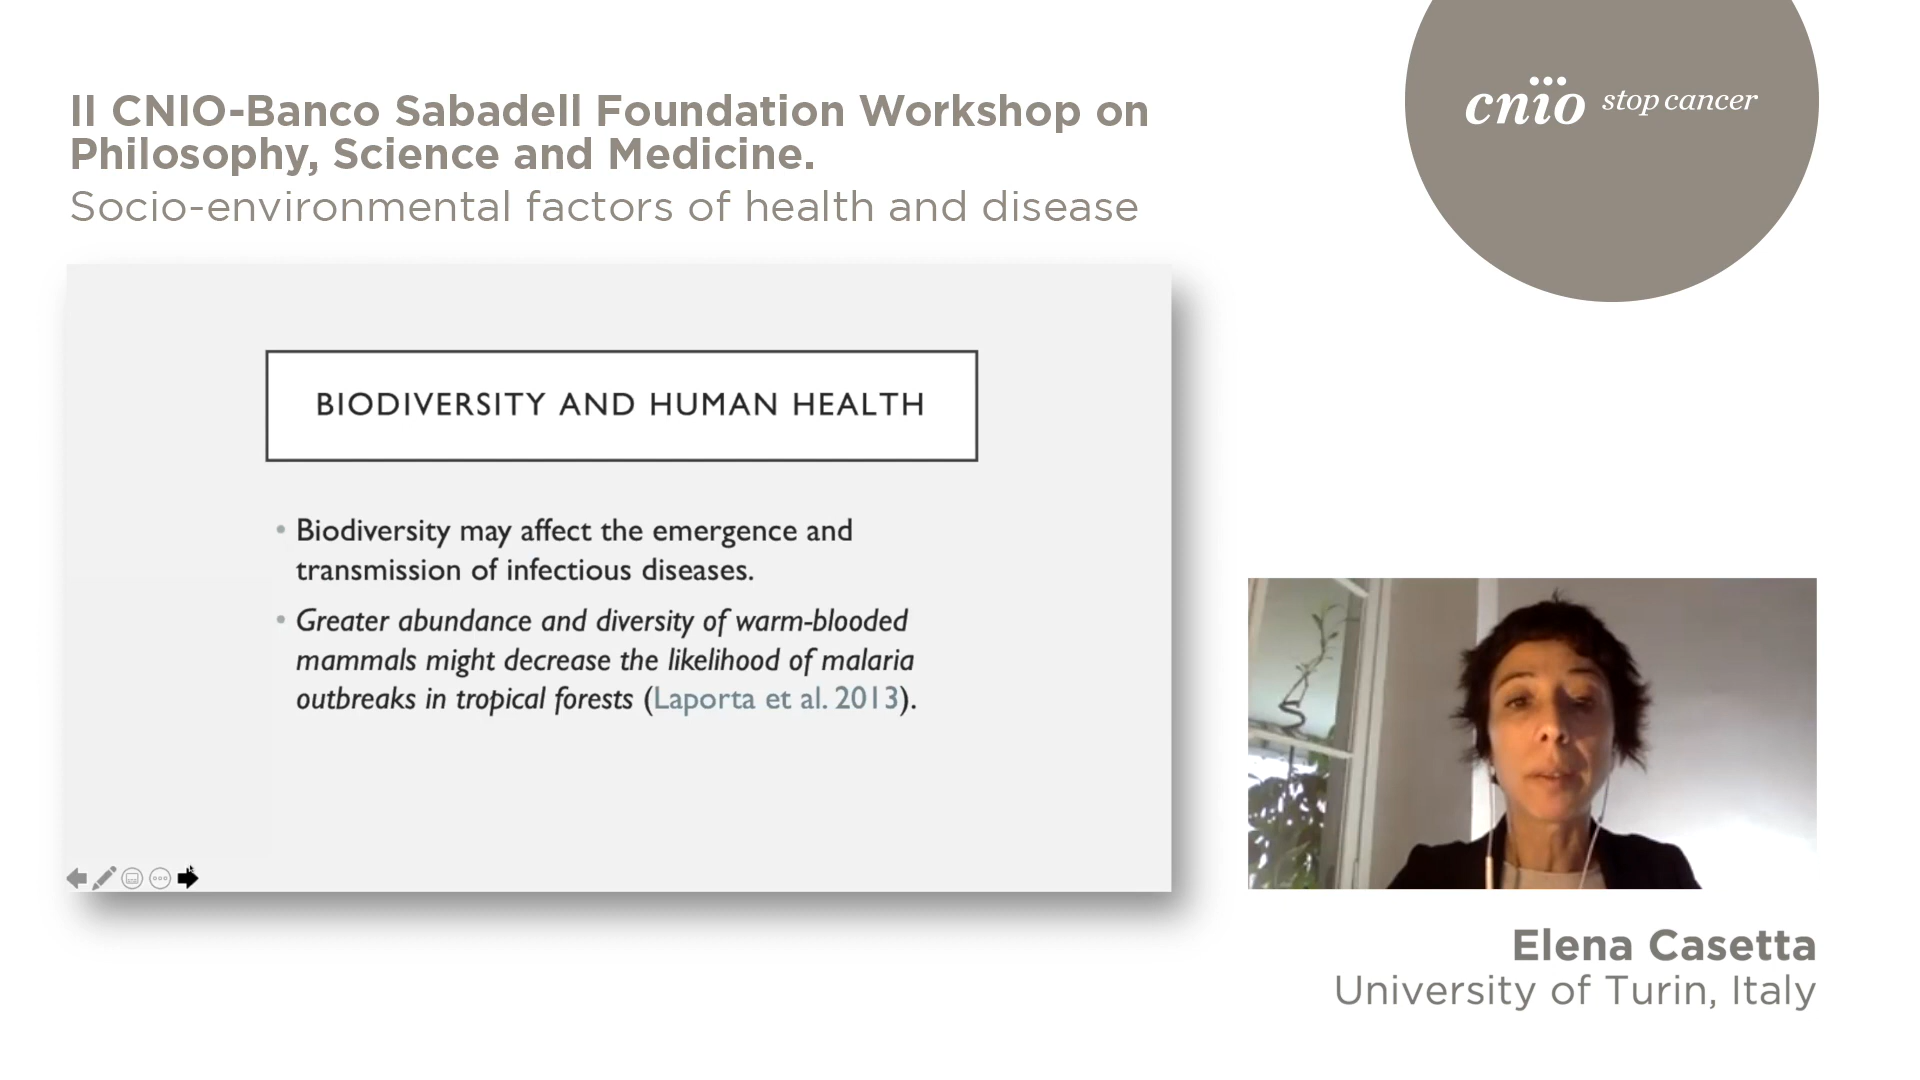 II CNIO-Banco Sabadell Foundation Workshop on
Philosophy, Science and Medicine.
Socio-environmental factors of health and disease
cnio stop cancer
BIODIVERSITY AND HUMAN HEALTH
• Biodiversity may affect the emergence and
transmission of infectious diseases.
• Greater abundance and diversity of warm-blooded
mammals might decrease the likelihood of malaria
outbreaks in tropical forests (Laporta et al. 2013).
Elena Casetta
University of Turin, Italy